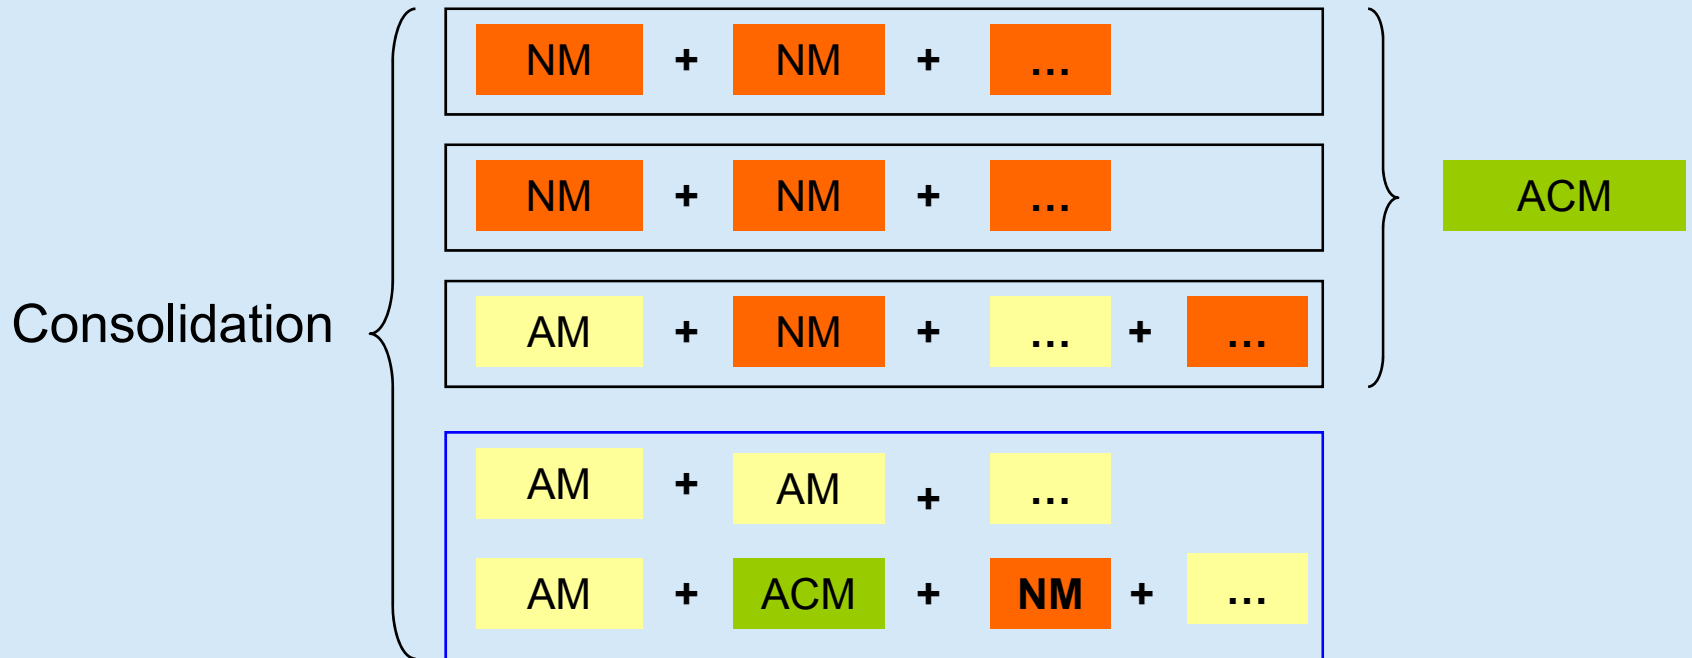 NM + NM + ...
NM + NM + ...
ACM
Consolidation
AM + NM + ... + ...
AM + AM + ...
AM + ACM + NM + ...